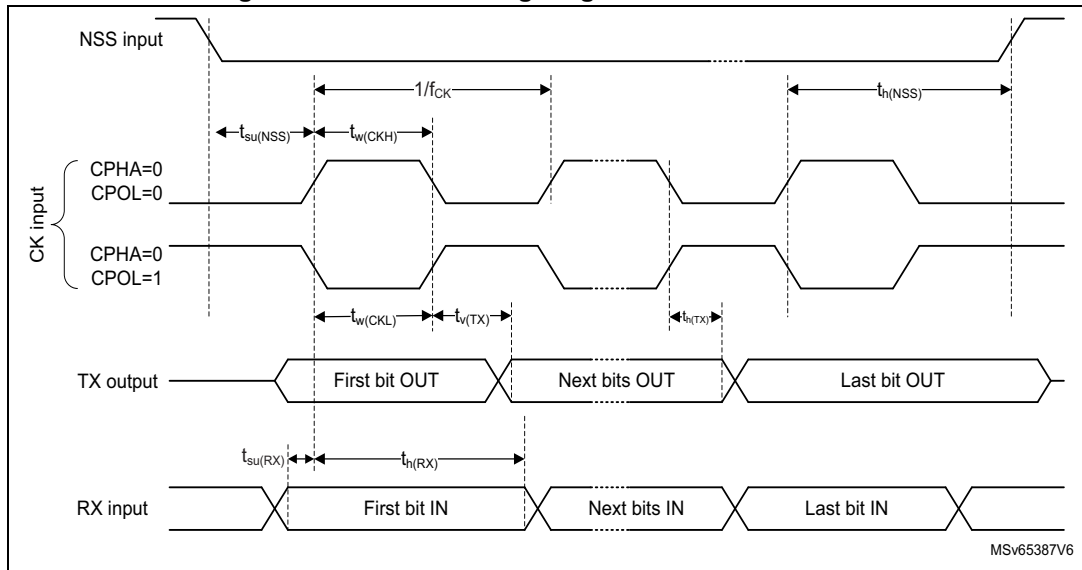 NSS input
1/fCK
th(NSS)
tsu(NSS)
tw(CKH)
CK input
CPHA=0
CPOL=0
CPHA=0
CPOL=1
tw(CKL)
tv(TX)
th(TX)
TX output
First bit OUT
Next bits OUT
Last bit OUT
tsu(RX)
th(RX)
RX input
First bit IN
Next bits IN
Last bit IN
MSv65387V6